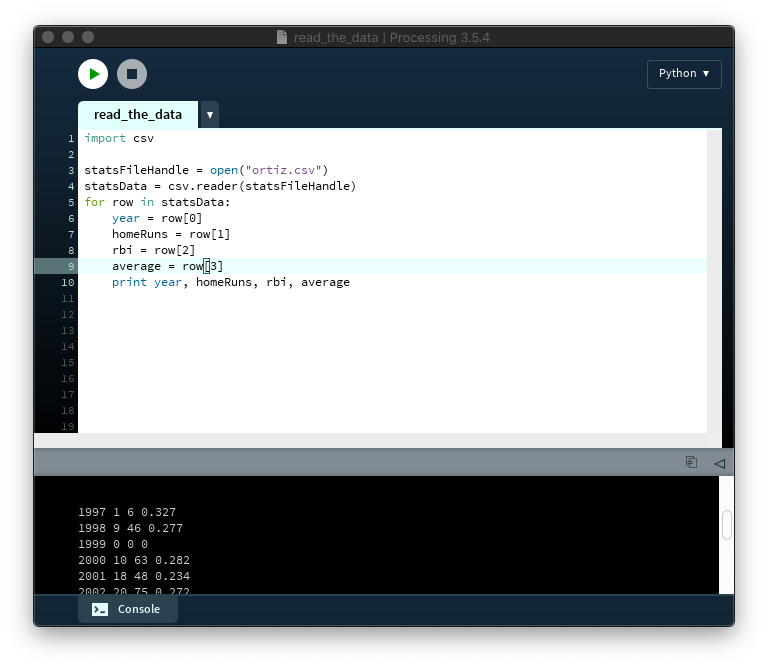 read_the_data | Processing 3.5.4
Python ▼
read_the_data ▼
1 import csv
2
3 statsFileHandle = open("ortiz.csv")
4 statsData = csv.reader(statsFileHandle)
5 for row in statsData:
6     year = row[0]
7     homeRuns = row[1]
8     rbi = row[2]
9     average = row[3]
10     print year, homeRuns, rbi, average
11
12
13
14
15
16
17
18
19
1997 1 6 0.327
1998 9 46 0.277
1999 0 0 0
2000 10 63 0.282
2001 18 48 0.234
2002 20 75 0.272
Console